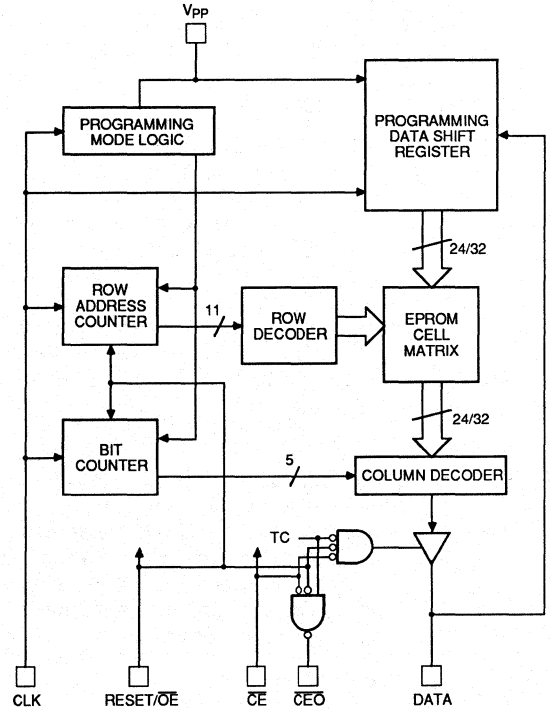 VPP
PROGRAMMING
MODE LOGIC
PROGRAMMING
DATA SHIFT
REGISTER
24/32
ROW
ADDRESS
COUNTER
11
ROW
DECODER
EPROM
CELL
MATRIX
24/32
BIT
COUNTER
5
COLUMN DECODER
TC
CLK
RESET/OE
CE
CEO
DATA